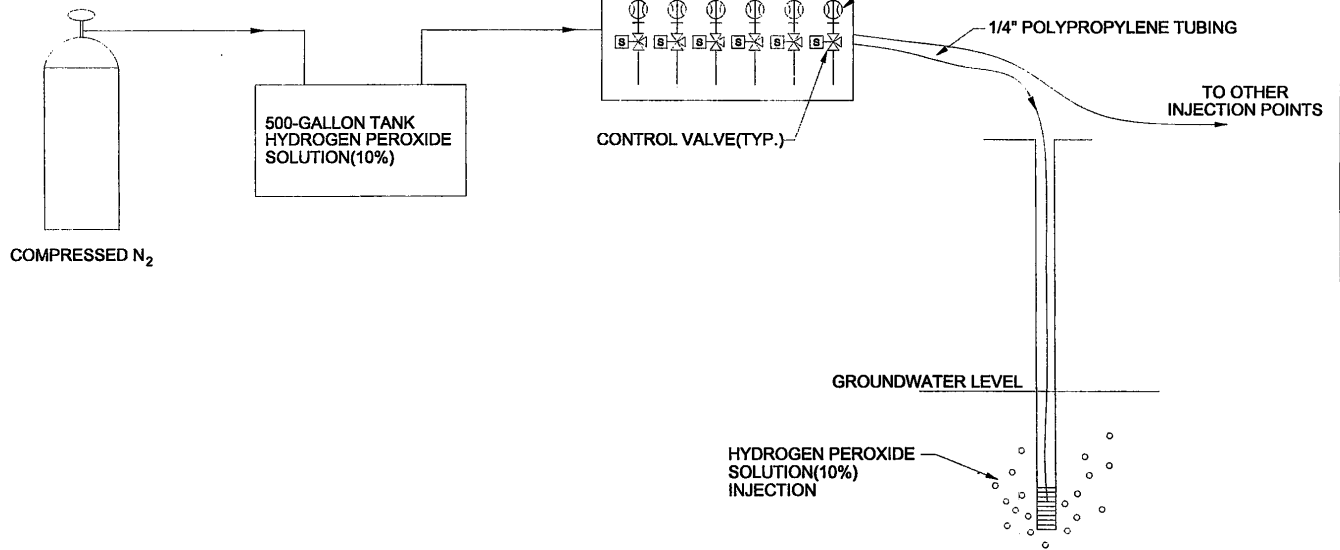 S S S S S S
1/4" POLYPROPYLENE TUBING
TO OTHER
INJECTION POINTS
500-GALLON TANK
HYDROGEN PEROXIDE
SOLUTION(10%)
CONTROL VALVE(TYP.)
COMPRESSED N2
GROUNDWATER LEVEL
HYDROGEN PEROXIDE
SOLUTION(10%)
INJECTION